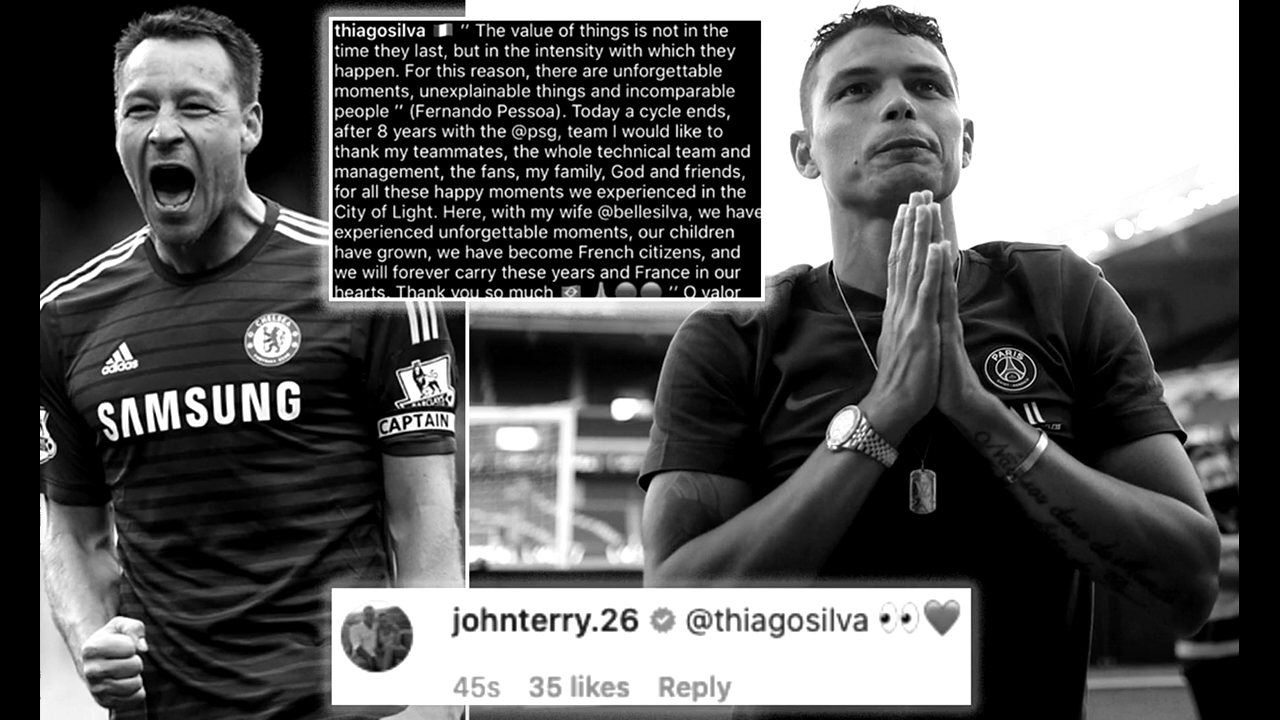 thiagosilva " The value of things is not in the
time they last, but in the intensity with which they
happen. For this reason, there are unforgettable
moments, unexplainable things and incomparable
people " (Fernando Pessoa). Today a cycle ends,
after 8 years with the @psg, team I would like to
thank my teammates, the whole technical team and
management, the fans, my family, God and friends,
for all these happy moments we experienced in the
City of Light. Here, with my wife @bellesilva, we have
experienced unforgettable moments, our children
have grown, we have become French citizens, and
we will forever carry these years and France in our
hearts. Thank you so much " O valor
CHELSEA
FOOTBALL CLUB
adidas
SAMSUNG
BARCLAYS
CAPTAIN
PARIS
SAINT-GERMAIN
johnterry.26 @thiagosilva 👀🖤
45s 35 likes Reply